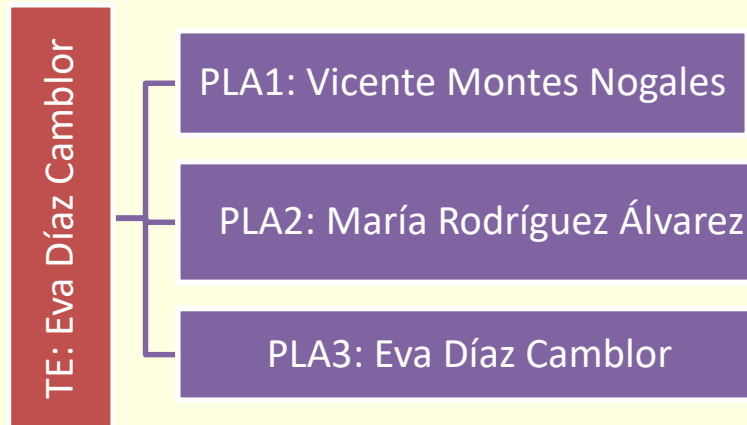 TE: Eva Díaz Camblor
PLA1: Vicente Montes Nogales
PLA2: María Rodríguez Álvarez
PLA3: Eva Díaz Camblor